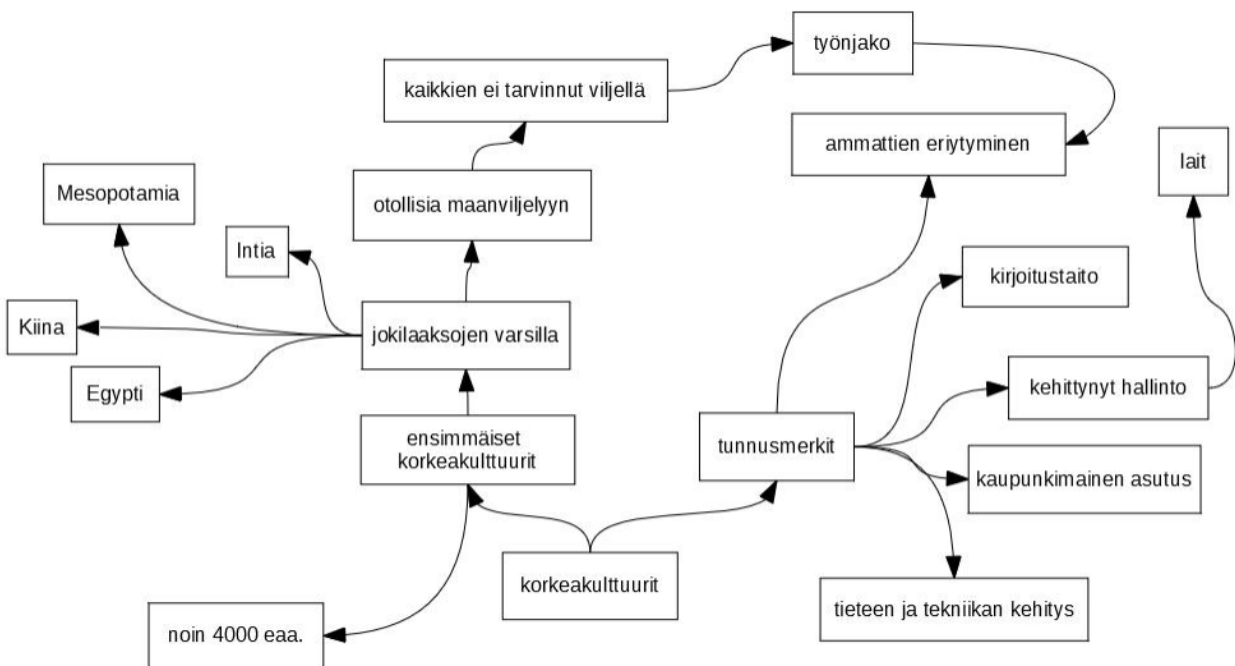 työnjako
kaikkien ei tarvinnut viljellä
ammattien eriytyminen
lait
Mesopotamia
otollisia maanviljelyyn
Intia
kirjoitustaito
Kiina
jokilaaksojen varsilla
Egypti
kehittynyt hallinto
ensimmäiset
korkeakulttuurit
tunnusmerkit
kaupunkimainen asutus
korkeakulttuurit
tieteen ja tekniikan kehitys
noin 4000 eaa.